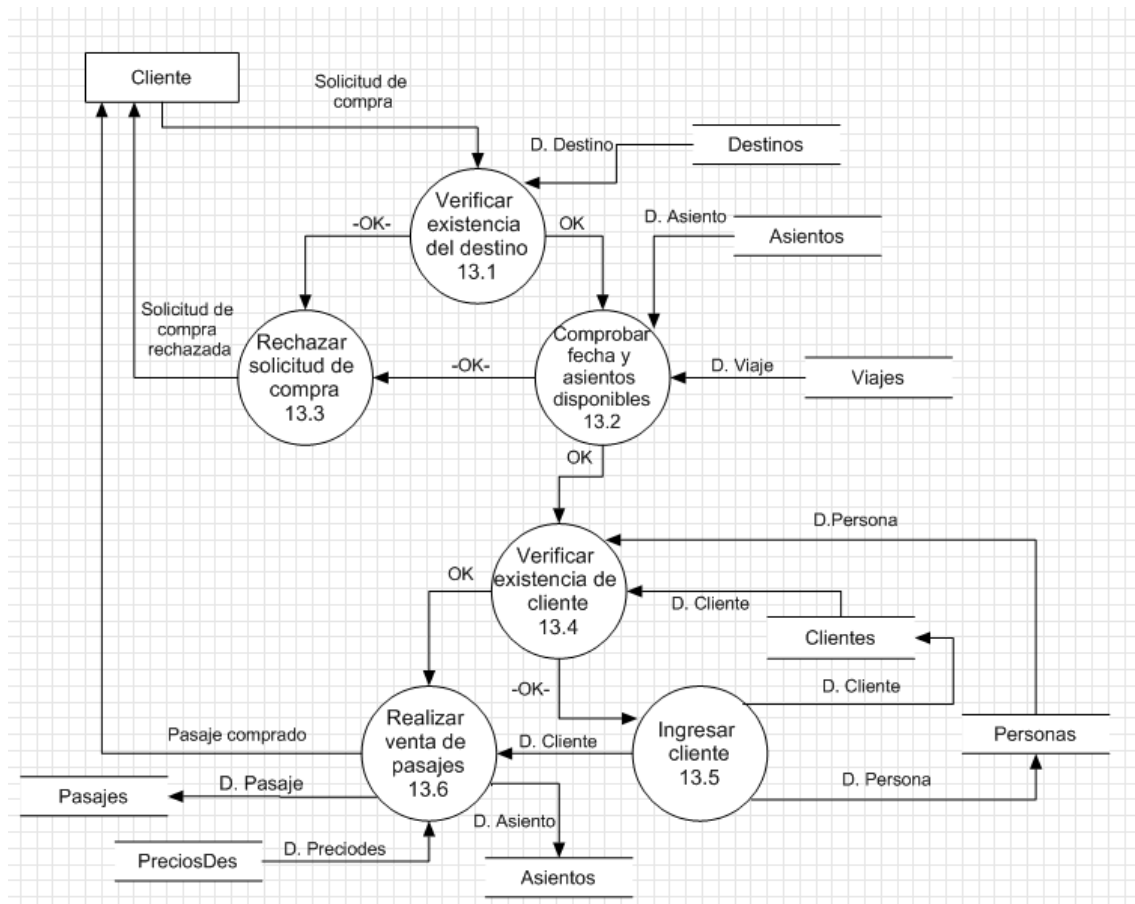 Cliente
Solicitud de
compra
D. Destino
Destinos
Verificar
existencia
del destino
13.1
-OK-
OK
D. Asiento
Asientos
Solicitud de
compra
rechazada
Rechazar
solicitud de
compra
13.3
-OK-
Comprobar
fecha y
asientos
disponibles
13.2
D. Viaje
Viajes
OK
D.Persona
Verificar
existencia de
cliente
13.4
OK
D. Cliente
Clientes
-OK-
D. Cliente
Realizar
venta de
pasajes
13.6
Ingresar
cliente
13.5
Pasaje comprado
D. Cliente
Personas
D. Pasaje
D. Persona
Pasajes
D. Asiento
PreciosDes
D. Preciodes
Asientos